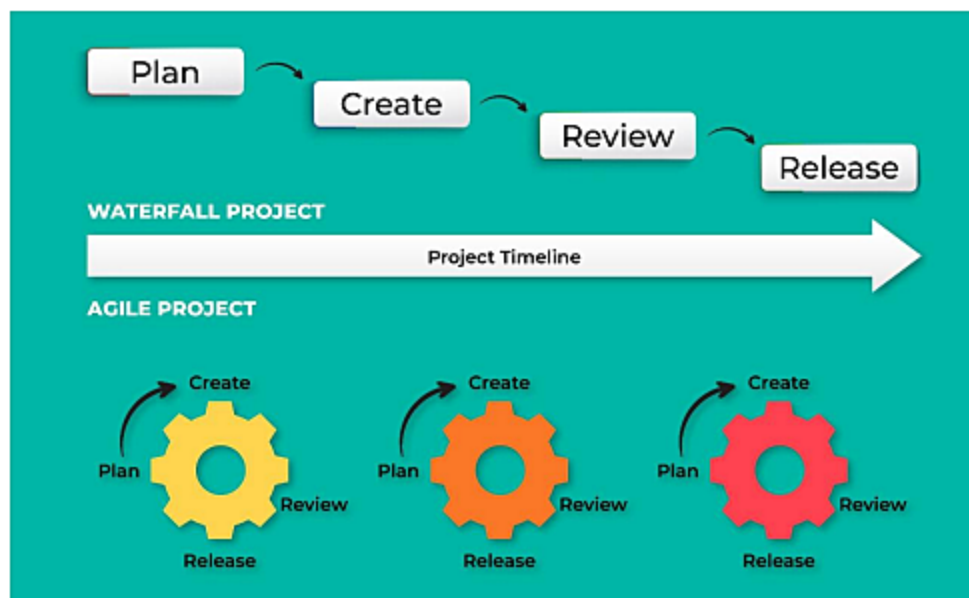 Plan
Create
Review
Release
WATERFALL PROJECT
Project Timeline
AGILE PROJECT
Create
Plan
Review
Release
Create
Plan
Review
Release
Create
Plan
Review
Release